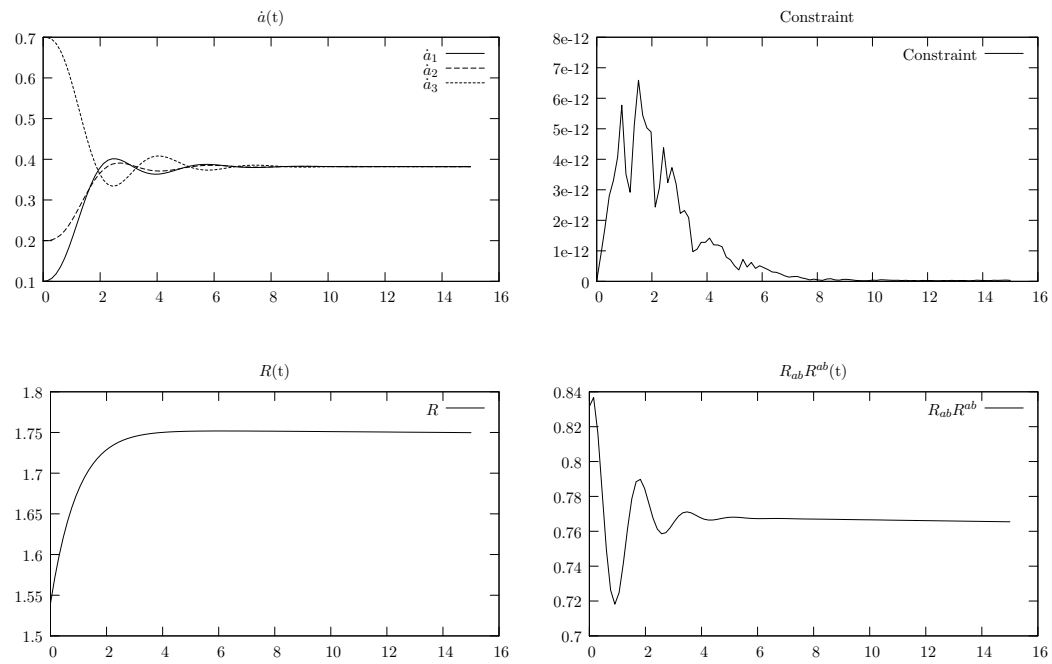 ȧ(t)
0.7
0.6
0.5
0.4
0.3
0.2
0.1
0 2 4 6 8 10 12 14 16
ȧ1
ȧ2
ȧ3
Constraint
8e-12
7e-12
6e-12
5e-12
4e-12
3e-12
2e-12
1e-12
0
0 2 4 6 8 10 12 14 16
Constraint
R(t)
1.8
1.75
1.7
1.65
1.6
1.55
1.5
0 2 4 6 8 10 12 14 16
R
RabRab(t)
0.84
0.82
0.8
0.78
0.76
0.74
0.72
0.7
0 2 4 6 8 10 12 14 16
RabRab